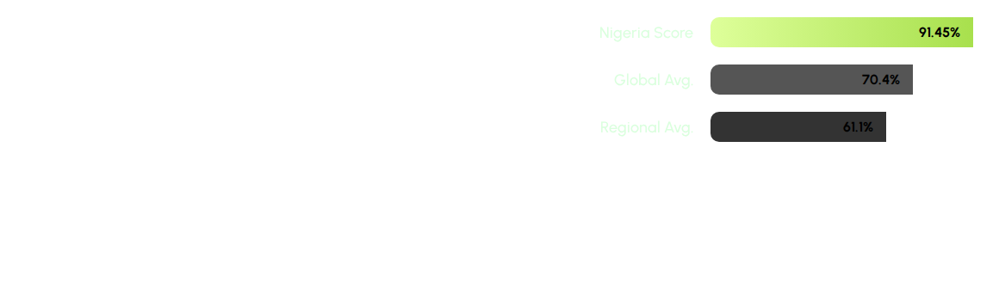 Nigeria Score 91.45%
Global Avg. 70.4%
Regional Avg. 61.1%